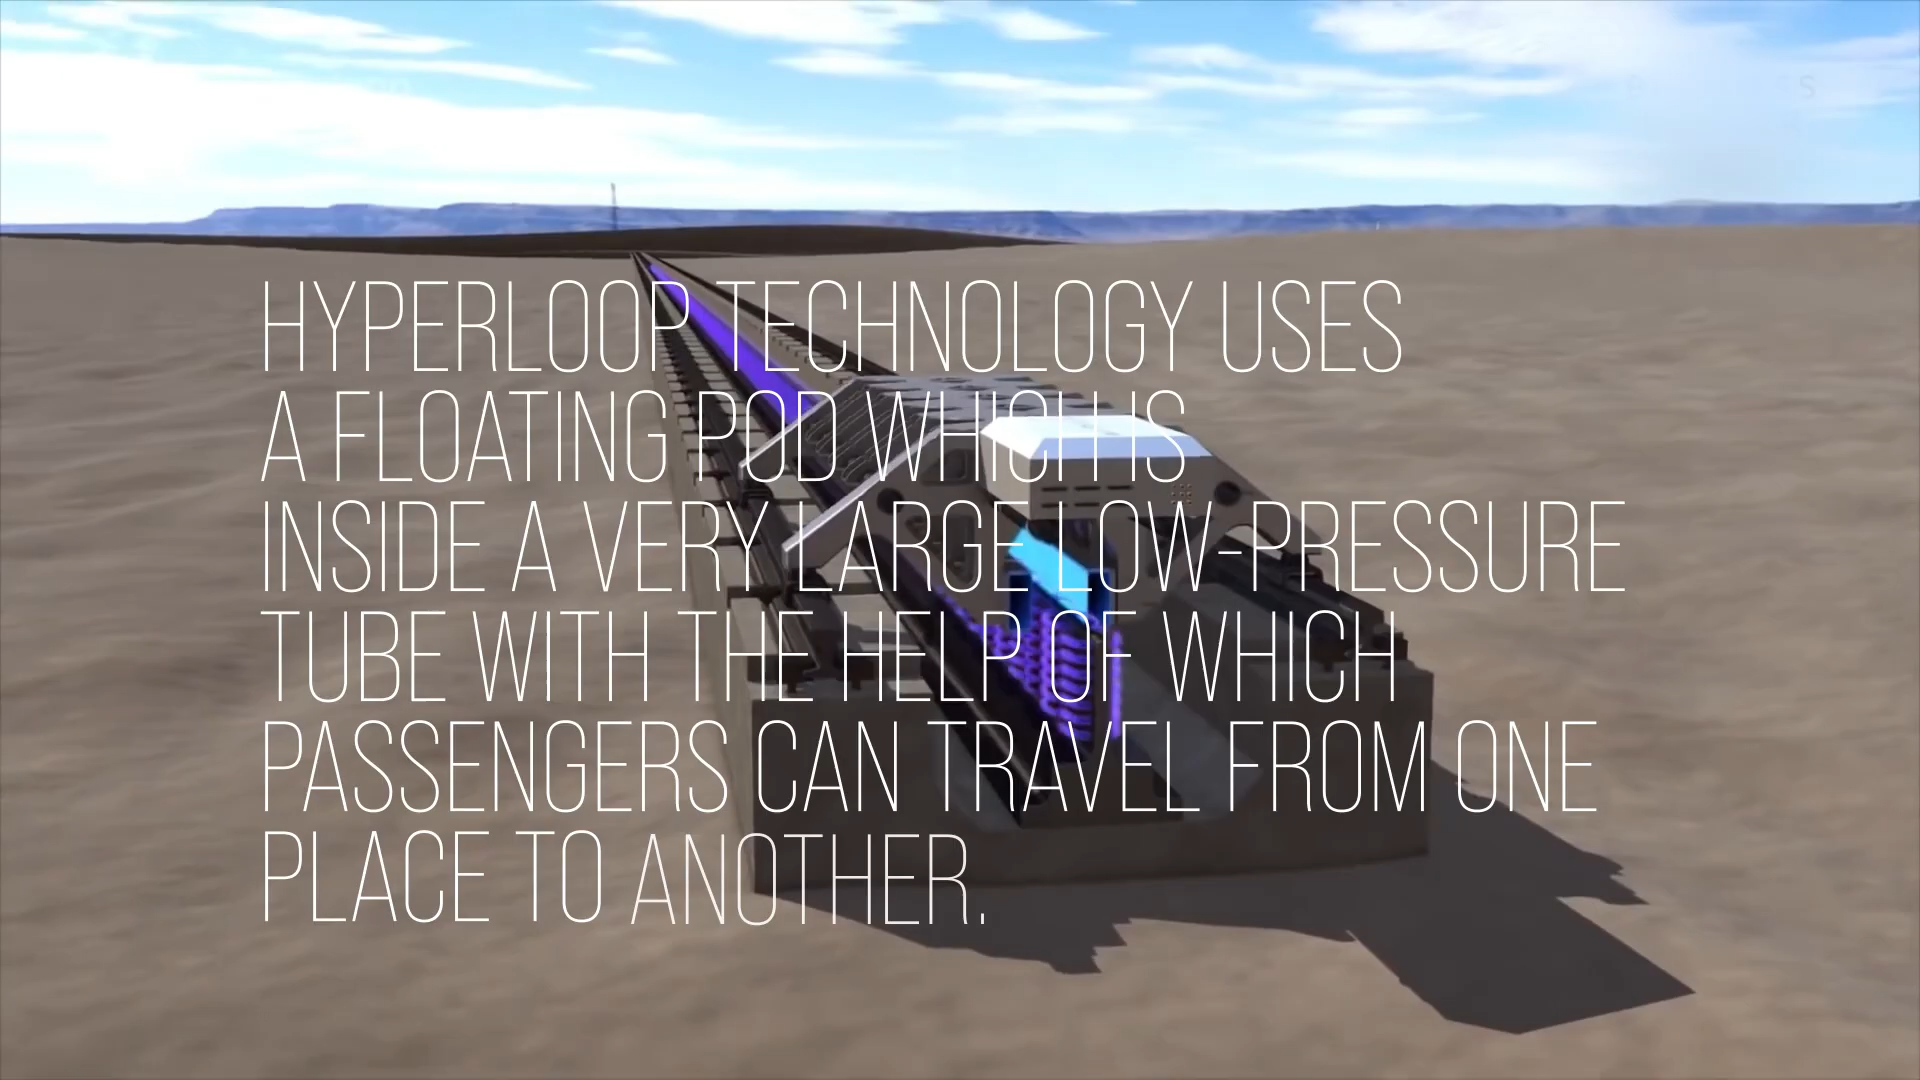 HYPERLOOP TECHNOLOGY USES
A FLOATING POD WHICH IS
INSIDE A VERY LARGE LOW-PRESSURE
TUBE WITH THE HELP OF WHICH
PASSENGERS CAN TRAVEL FROM ONE
PLACE TO ANOTHER.